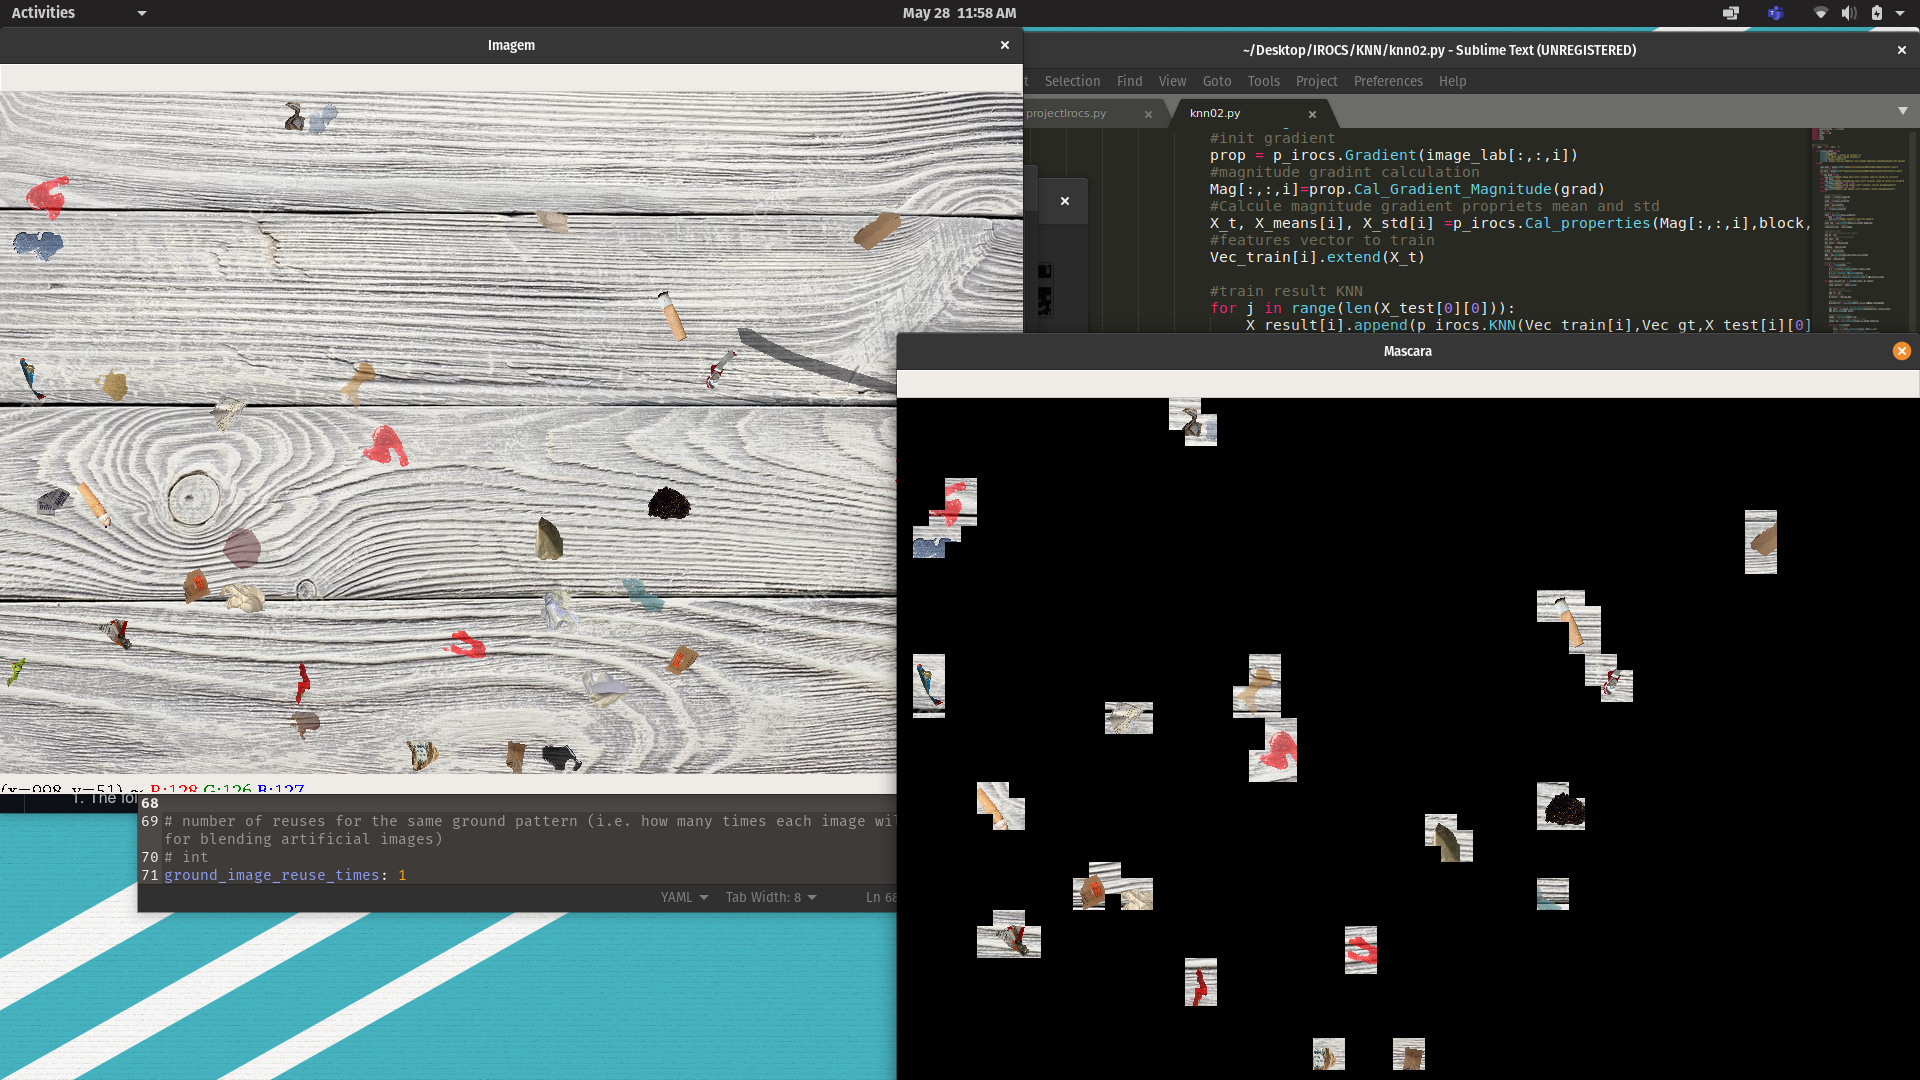 Activities
May 28 11:58 AM
Imagem
~/Desktop/IROCS/KNN/knn02.py - Sublime Text (UNREGISTERED)
t Selection Find View Goto Tools Project Preferences Help
projectIrocs.py
knn02.py
#init gradient
prop = p_irocs.Gradient(image_lab[:,:,i])
#magnitude gradint calculation
Mag[:,:,i]=prop.Cal_Gradient_Magnitude(grad)
#Calcule magnitude gradient propriets mean and std
X_t, X_means[i], X_std[i] =p_irocs.Cal_properties(Mag[:,:,i],block,
#features vector to train
Vec_train[i].extend(X_t)
#train result KNN
for j in range(len(X_test[0][0])):
X_result[i].append(p_irocs.KNN(Vec_train[i],Vec_gt,X_test[i][0]
Mascara
(x=998, y=51) ~ R:128 G:126 B:127
1. The fo
68
69 # number of reuses for the same ground pattern (i.e. how many times each image wil
for blending artificial images)
70 # int
71 ground_image_reuse_times: 1
YAML Tab Width: 8 Ln 68